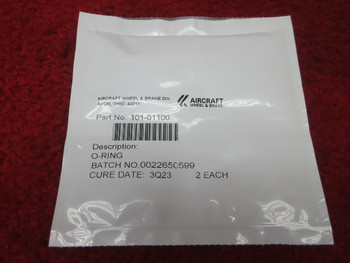 AIRCRAFT WHEEL & BRAKE DIV.
AVON, OHIO 44011
AIRCRAFT
WHEEL & BRAKE
Part No. 101-01100
Description:
O-RING
BATCH NO.0022650599
CURE DATE: 3Q23 2 EACH